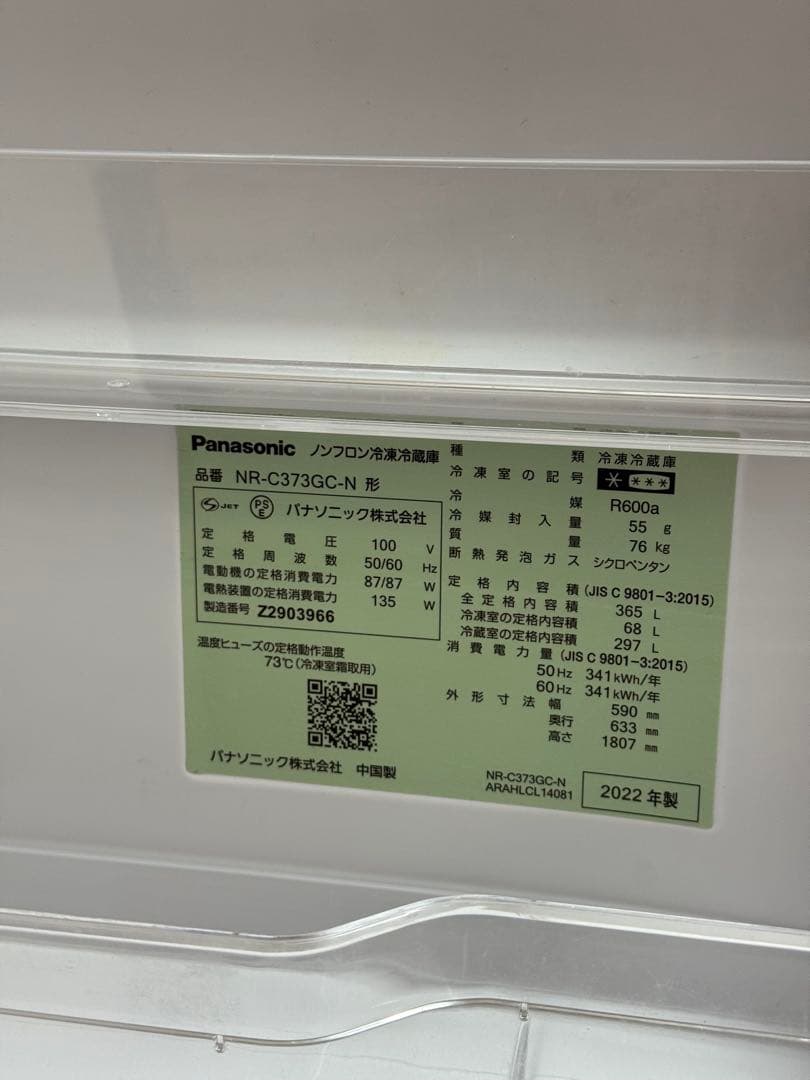 Panasonic ノンフロン冷凍冷蔵庫
品番 NR-C373GC-N 形
JET PS E パナソニック株式会社
定格電圧 100 V
定格周波数 50/60 Hz
電動機の定格消費電力 87/87 W
電熱装置の定格消費電力 135 W
製造番号 Z2903966
温度ヒューズの定格動作温度
73℃(冷凍室霜取用)
パナソニック株式会社 中国製
種類 冷凍冷蔵庫
冷凍室の記号 * ***
冷媒 R600a
冷媒封入量 55 g
質量 76 kg
断熱発泡ガス シクロペンタン
定格内容積 (JIS C 9801-3:2015)
全定格内容積 365 L
冷凍室の定格内容積 68 L
冷蔵室の定格内容積 297 L
消費電力量 (JIS C 9801-3:2015)
50Hz 341kWh/年
60Hz 341kWh/年
外形寸法 幅 590 mm
奥行 633 mm
高さ 1807 mm
NR-C373GC-N
ARAHLCL14081
2022 年製